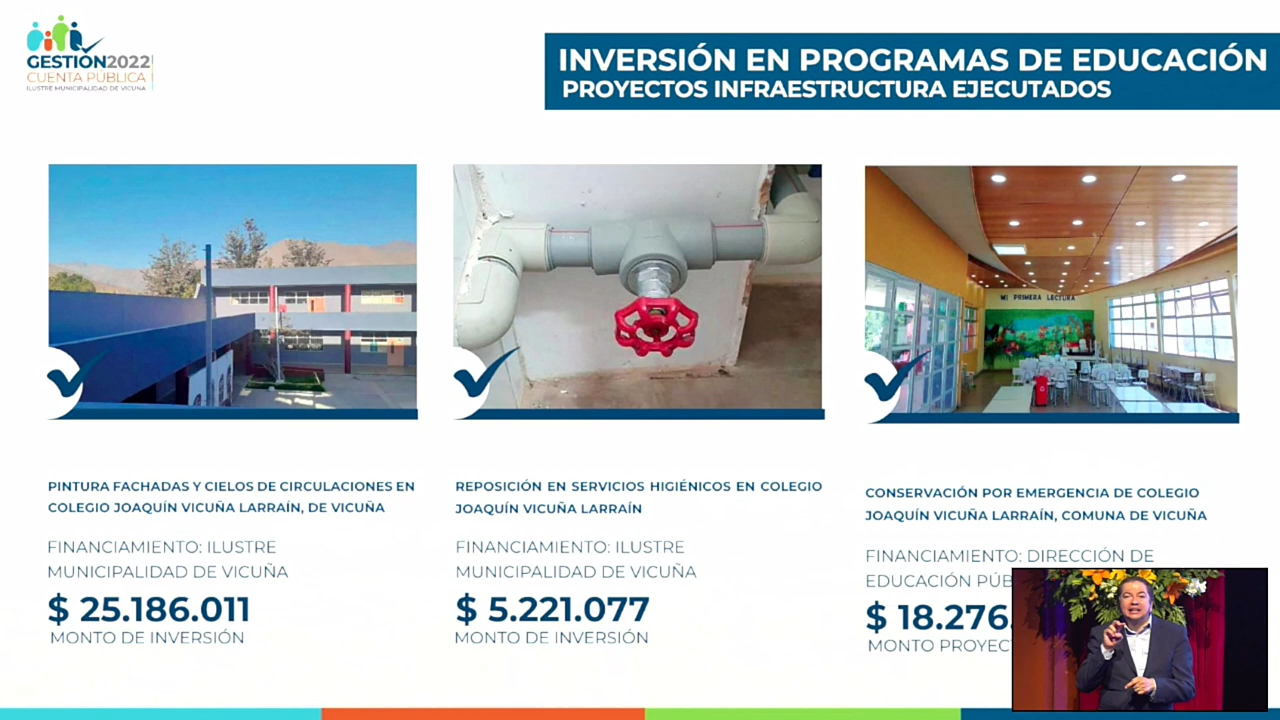 GESTIÓN2022
CUENTA PÚBLICA
ILUSTRE MUNICIPALIDAD DE VICUÑA
INVERSIÓN EN PROGRAMAS DE EDUCACIÓN
PROYECTOS INFRAESTRUCTURA EJECUTADOS
MI PRIMERA LECTURA
PINTURA FACHADAS Y CIELOS DE CIRCULACIONES EN
COLEGIO JOAQUÍN VICUÑA LARRAÍN, DE VICUÑA
FINANCIAMIENTO: ILUSTRE
MUNICIPALIDAD DE VICUÑA
$ 25.186.011
MONTO DE INVERSIÓN
REPOSICIÓN EN SERVICIOS HIGIÉNICOS EN COLEGIO
JOAQUÍN VICUÑA LARRAÍN
FINANCIAMIENTO: ILUSTRE
MUNICIPALIDAD DE VICUÑA
$ 5.221.077
MONTO DE INVERSIÓN
CONSERVACIÓN POR EMERGENCIA DE COLEGIO
JOAQUÍN VICUÑA LARRAÍN, COMUNA DE VICUÑA
FINANCIAMIENTO: DIRECCIÓN DE
EDUCACIÓN
$ 18.276.
MONTO